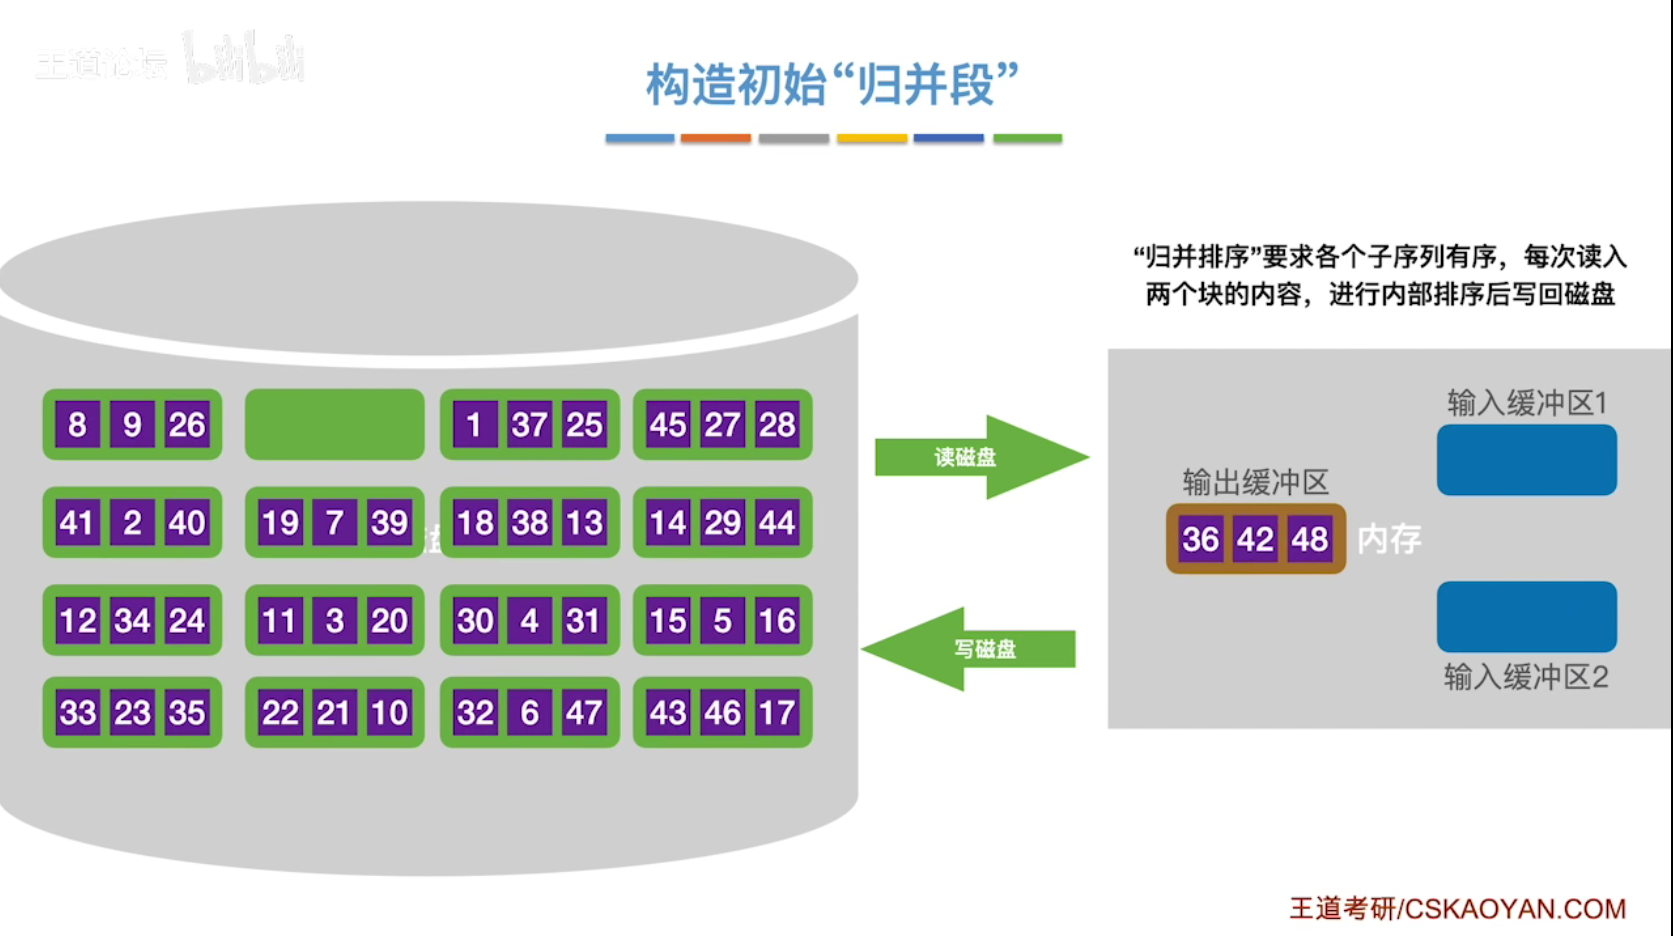 王道论坛 bilibili
构造初始“归并段”
“归并排序”要求各个子序列有序，每次读入
两个块的内容，进行内部排序后写回磁盘
8 9 26 1 37 25 45 27 28
41 2 40 19 7 39 18 38 13 14 29 44
12 34 24 11 3 20 30 4 31 15 5 16
33 23 35 22 21 10 32 6 47 43 46 17
读磁盘
写磁盘
输入缓冲区1
输出缓冲区
36 42 48 内存
输入缓冲区2
王道考研/CSKAOYAN.COM